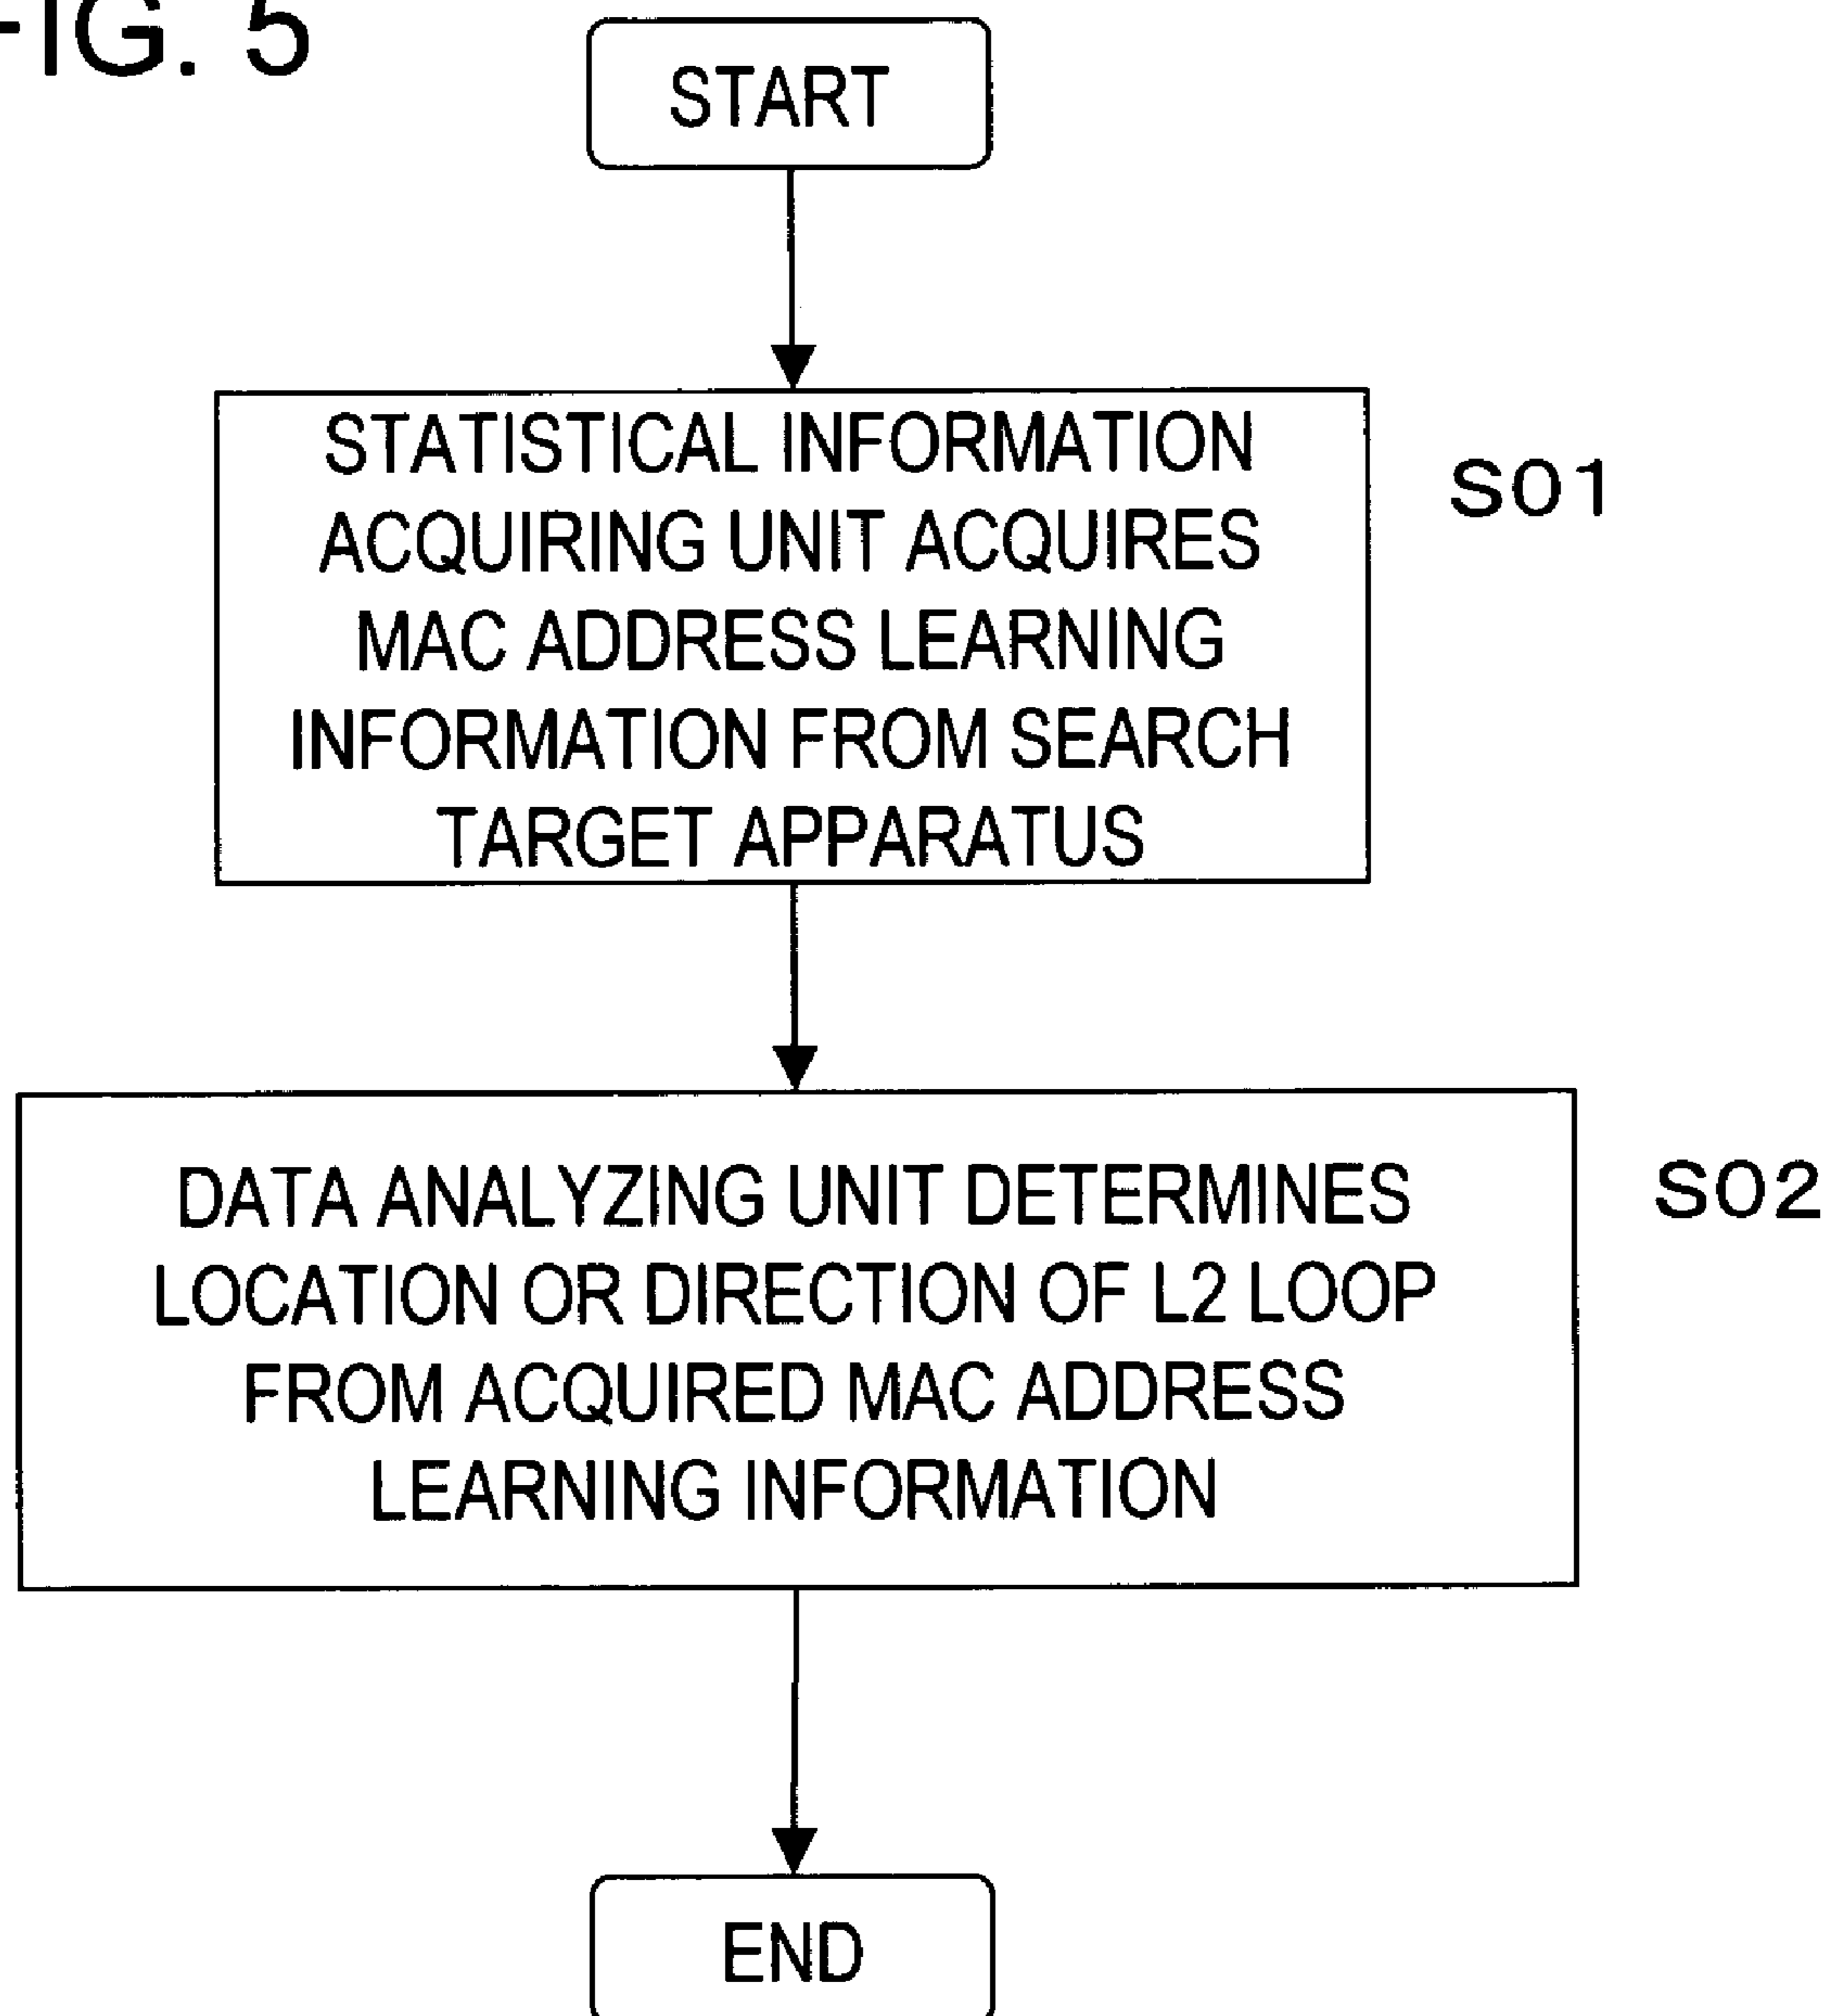 FIG. 5
START
STATISTICAL INFORMATION
ACQUIRING UNIT ACQUIRES
MAC ADDRESS LEARNING
INFORMATION FROM SEARCH
TARGET APPARATUS
S01
DATA ANALYZING UNIT DETERMINES
LOCATION OR DIRECTION OF L2 LOOP
FROM ACQUIRED MAC ADDRESS
LEARNING INFORMATION
S02
END